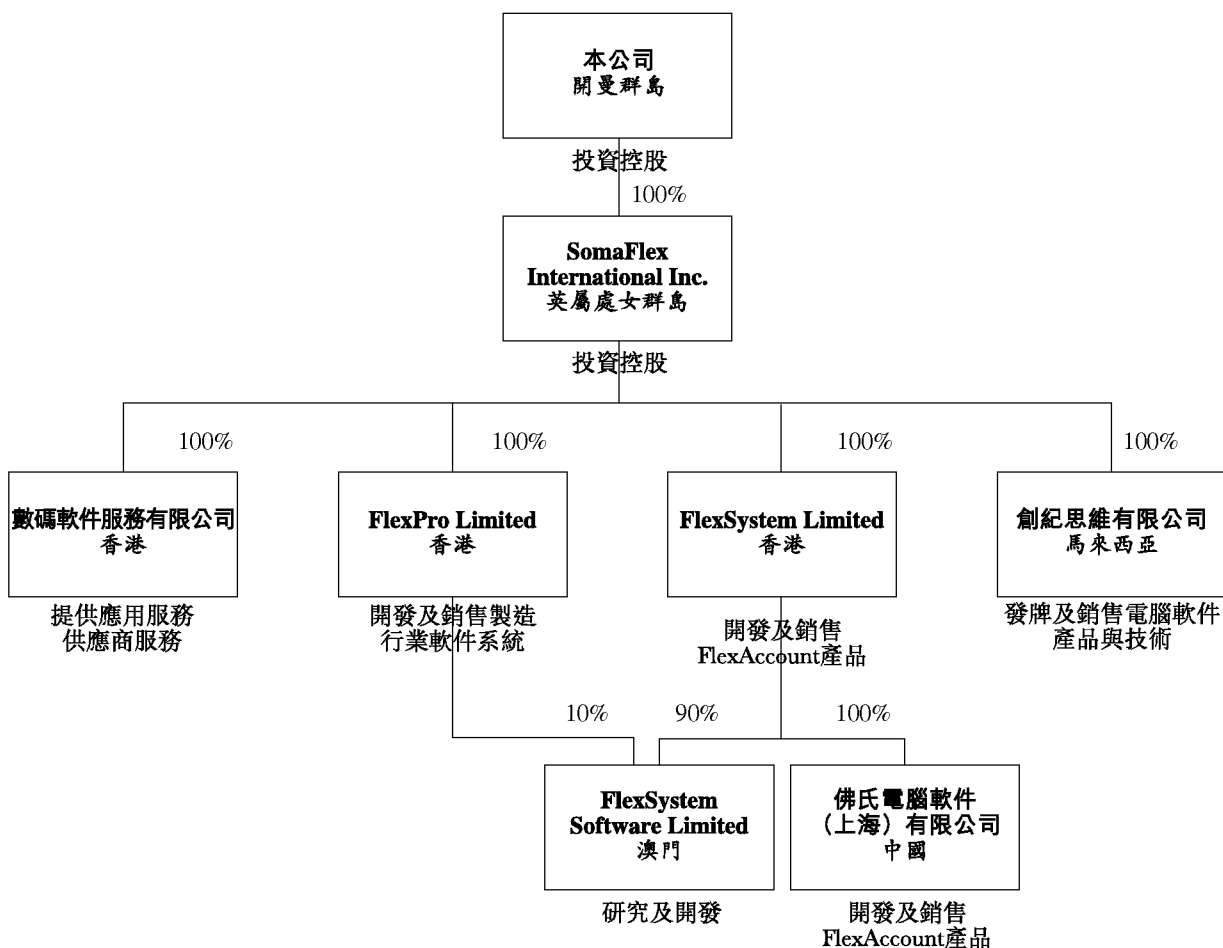 本公司
開曼群島
投資控股
100%
SomaFlex
International Inc.
英屬處女群島
投資控股
100%
100%
100%
100%
數碼軟件服務有限公司
香港
FlexPro Limited
香港
FlexSystem Limited
香港
創紀思維有限公司
馬來西亞
提供應用服務
供應商服務
開發及銷售製造
行業軟件系統
開發及銷售
FlexAccount產品
發牌及銷售電腦軟件
產品與技術
10%
90%
100%
FlexSystem
Software Limited
澳門
佛氏電腦軟件
（上海）有限公司
中國
研究及開發
開發及銷售
FlexAccount產品